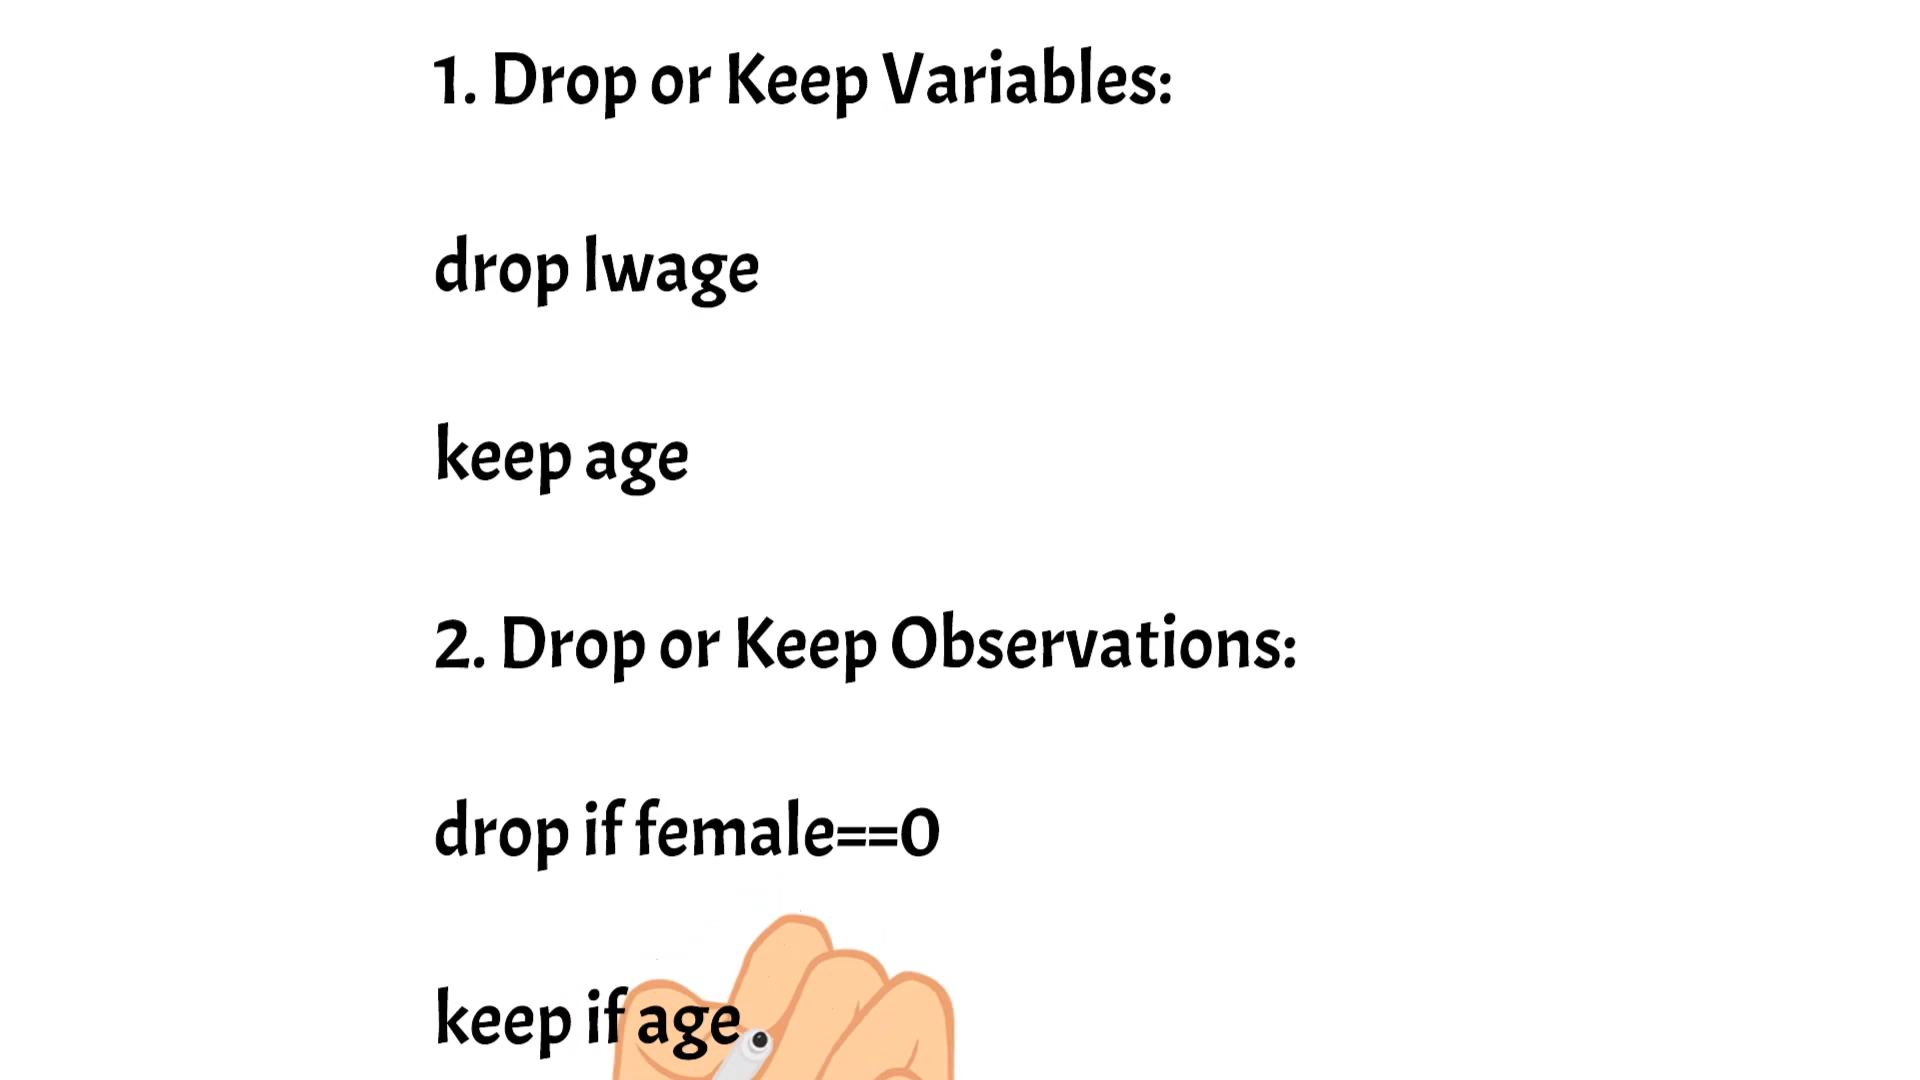 1. Drop or Keep Variables:
drop lwage
keep age
2. Drop or Keep Observations:
drop if female==0
keep if age